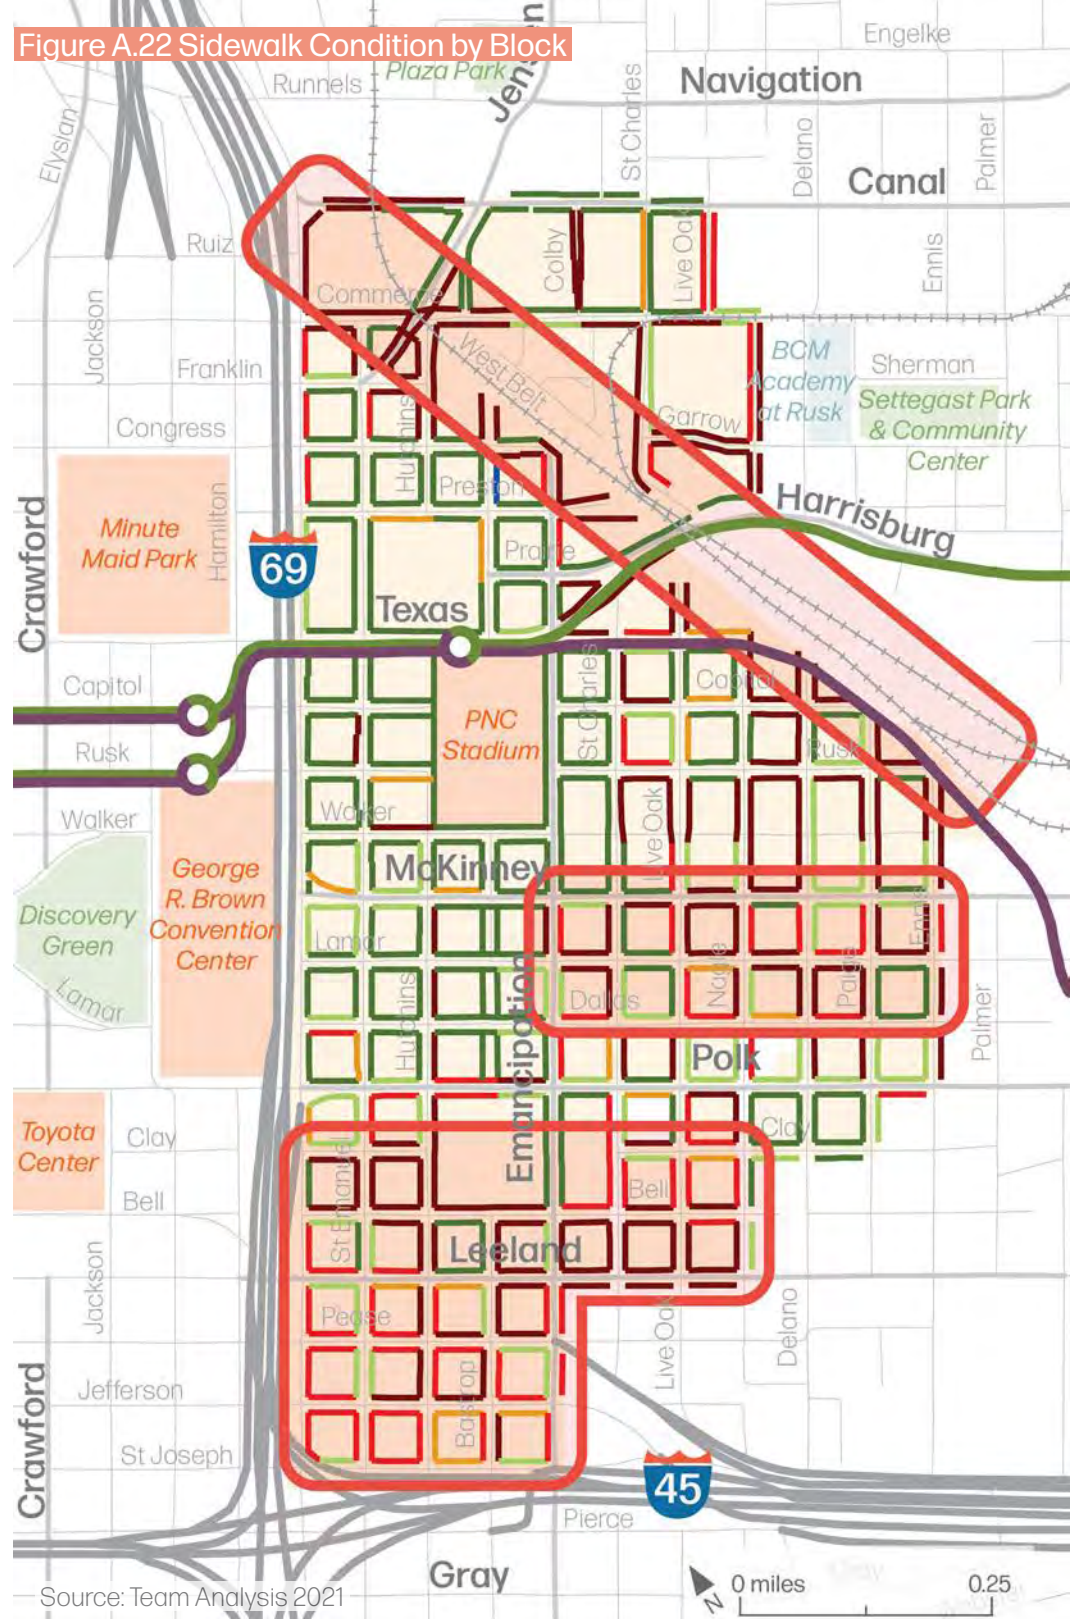 Figure A.22 Sidewalk Condition by Block
Engelke
Runnels
Plaza Park
Navigation
Elysian
St Charles
Delano
Palmer
Canal
Ruiz
Colby
Live Oak
Ennis
Commerce
Jackson
Franklin
West Belt
BCM
Academy
at Rusk
Sherman
Settegast Park
& Community
Center
Garrow
Congress
Hutchins
Preston
Harrisburg
Crawford
Minute
Maid Park
Hamilton
69
Prairie
Texas
Capitol
Capitol
St Charles
PNC
Stadium
Rusk
Rusk
Walker
Walker
Live Oak
McKinney
George
R. Brown
Convention
Center
Discovery
Green
Lamar
Lamar
Ennis
Nagle
Paige
Dallas
Hutchins
Emancipation
Polk
Palmer
Toyota
Center
Clay
Clay
Bell
Bell
St Emanuel
Leeland
Jackson
Pease
Live Oak
Delano
Jefferson
Bastrop
Crawford
St Joseph
45
Pierce
Gray
N
0 miles
0.25
Source: Team Analysis 2021